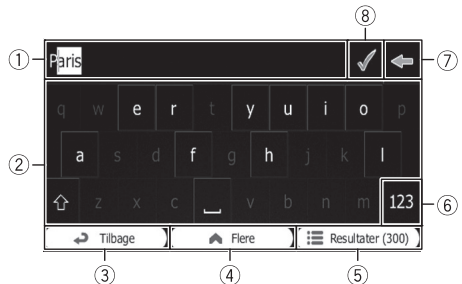 ⑧
① Paris ⑦
q w e r t y u i o p
② a s d f g h j k l
z x c v b n m 123 ⑥
Tilbage Flere Resultater (300)
③ ④ ⑤